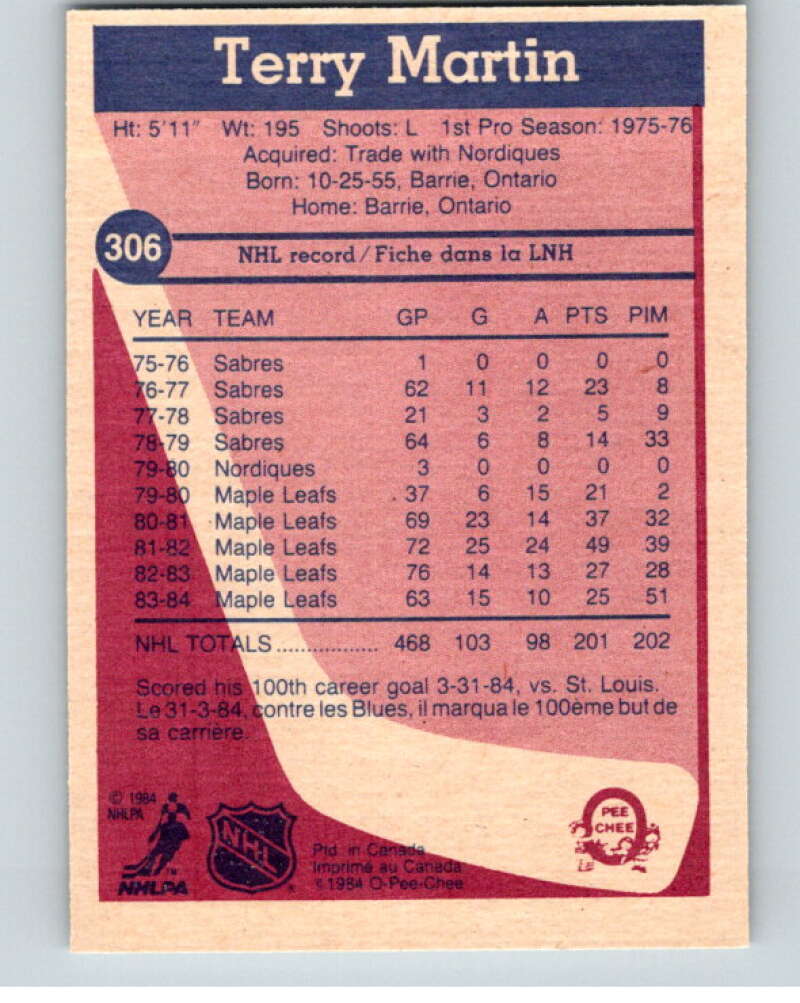 Terry Martin
Ht: 5'11" Wt: 195 Shoots: L 1st Pro Season: 1975-76
Acquired: Trade with Nordiques
Born: 10-25-55, Barrie, Ontario
Home: Barrie, Ontario
306
NHL record / Fiche dans la LNH
YEAR TEAM GP G A PTS PIM
75-76 Sabres 1 0 0 0 0
76-77 Sabres 62 11 12 23 8
77-78 Sabres 21 3 2 5 9
78-79 Sabres 64 6 8 14 33
79-80 Nordiques 3 0 0 0 0
79-80 Maple Leafs 37 6 15 21 2
80-81 Maple Leafs 69 23 14 37 32
81-82 Maple Leafs 72 25 24 49 39
82-83 Maple Leafs 76 14 13 27 28
83-84 Maple Leafs 63 15 10 25 51
NHL TOTALS ................. 468 103 98 201 202
Scored his 100th career goal 3-31-84, vs. St. Louis.
Le 31-3-84, contre les Blues, il marqua le 100ème but de
sa carrière.
© 1984
NHLPA
NHLPA
TM
NHL
Ptd. in Canada
Imprimé au Canada
© 1984 O-Pee-Chee
O
PEE
CHEE